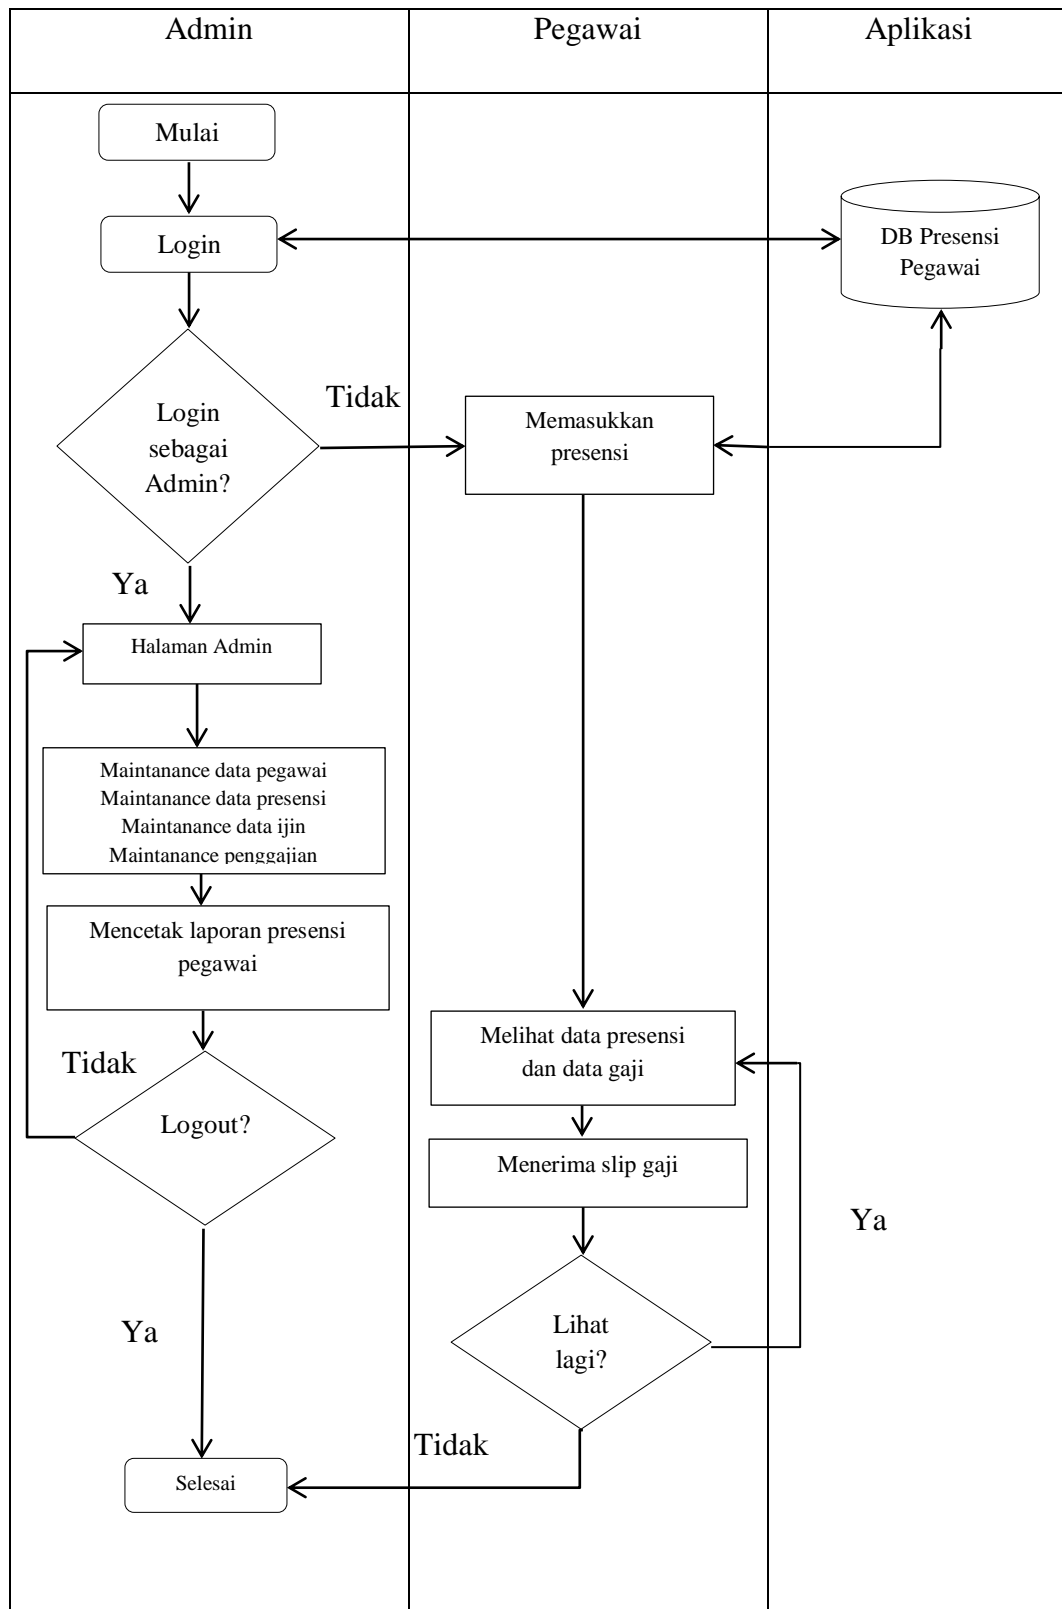 Admin
Pegawai
Aplikasi
Mulai
Login
DB Presensi
Pegawai
Login
sebagai
Admin?
Tidak
Memasukkan
presensi
Ya
Halaman Admin
Maintanance data pegawai
Maintanance data presensi
Maintanance data ijin
Maintanance penggajian
Mencetak laporan presensi
pegawai
Tidak
Logout?
Melihat data presensi
dan data gaji
Menerima slip gaji
Ya
Lihat
lagi?
Ya
Tidak
Selesai